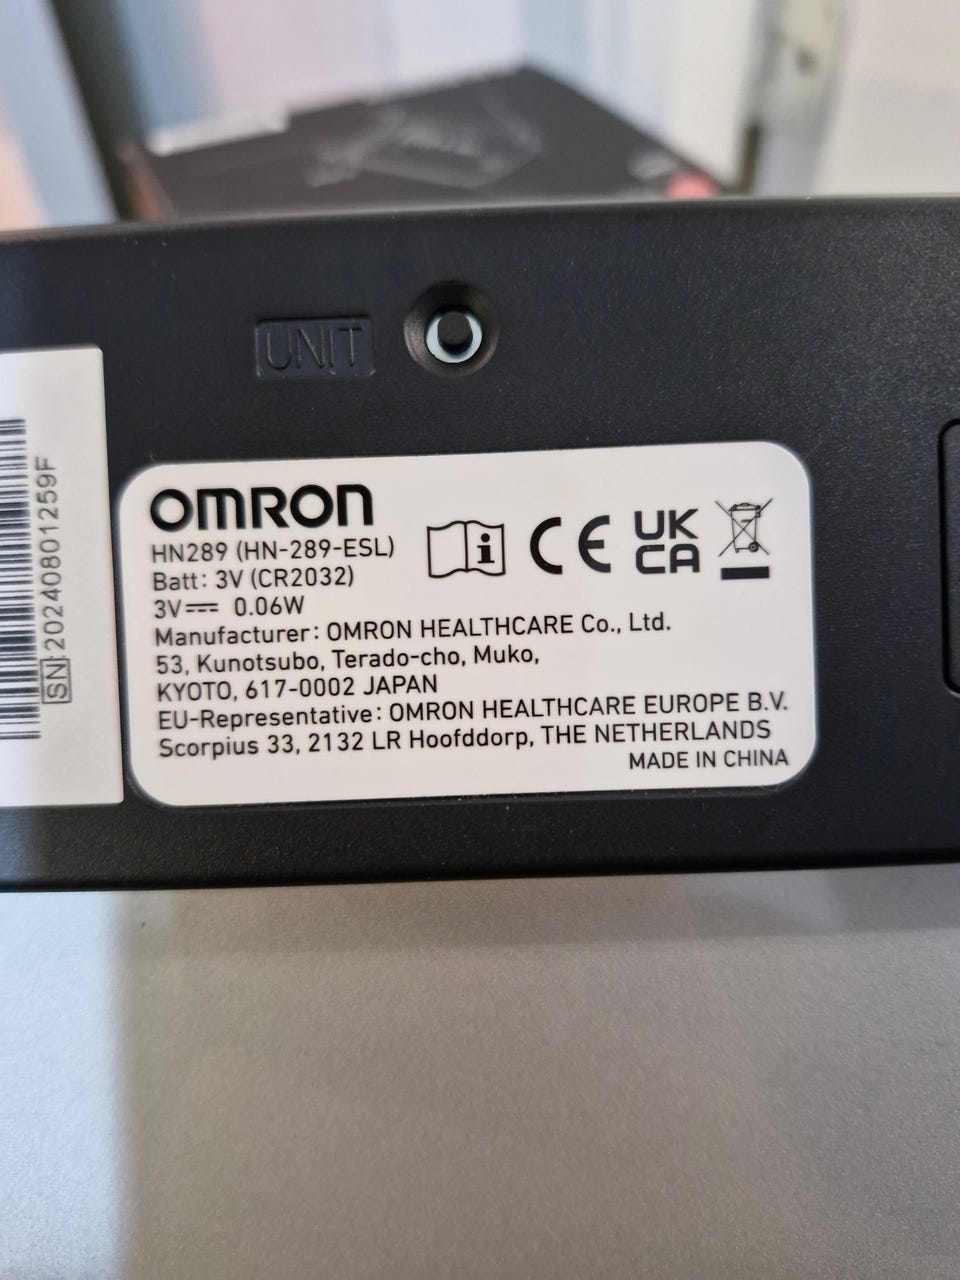 UNIT
SN 20240801259F
OMRON
HN289 (HN-289-ESL)
Batt: 3V (CR2032)
3V⎓ 0.06W
Manufacturer: OMRON HEALTHCARE Co., Ltd.
53, Kunotsubo, Terado-cho, Muko,
KYOTO, 617-0002 JAPAN
EU-Representative: OMRON HEALTHCARE EUROPE B.V.
Scorpius 33, 2132 LR Hoofddorp, THE NETHERLANDS
MADE IN CHINA
i
CE
UK
CA